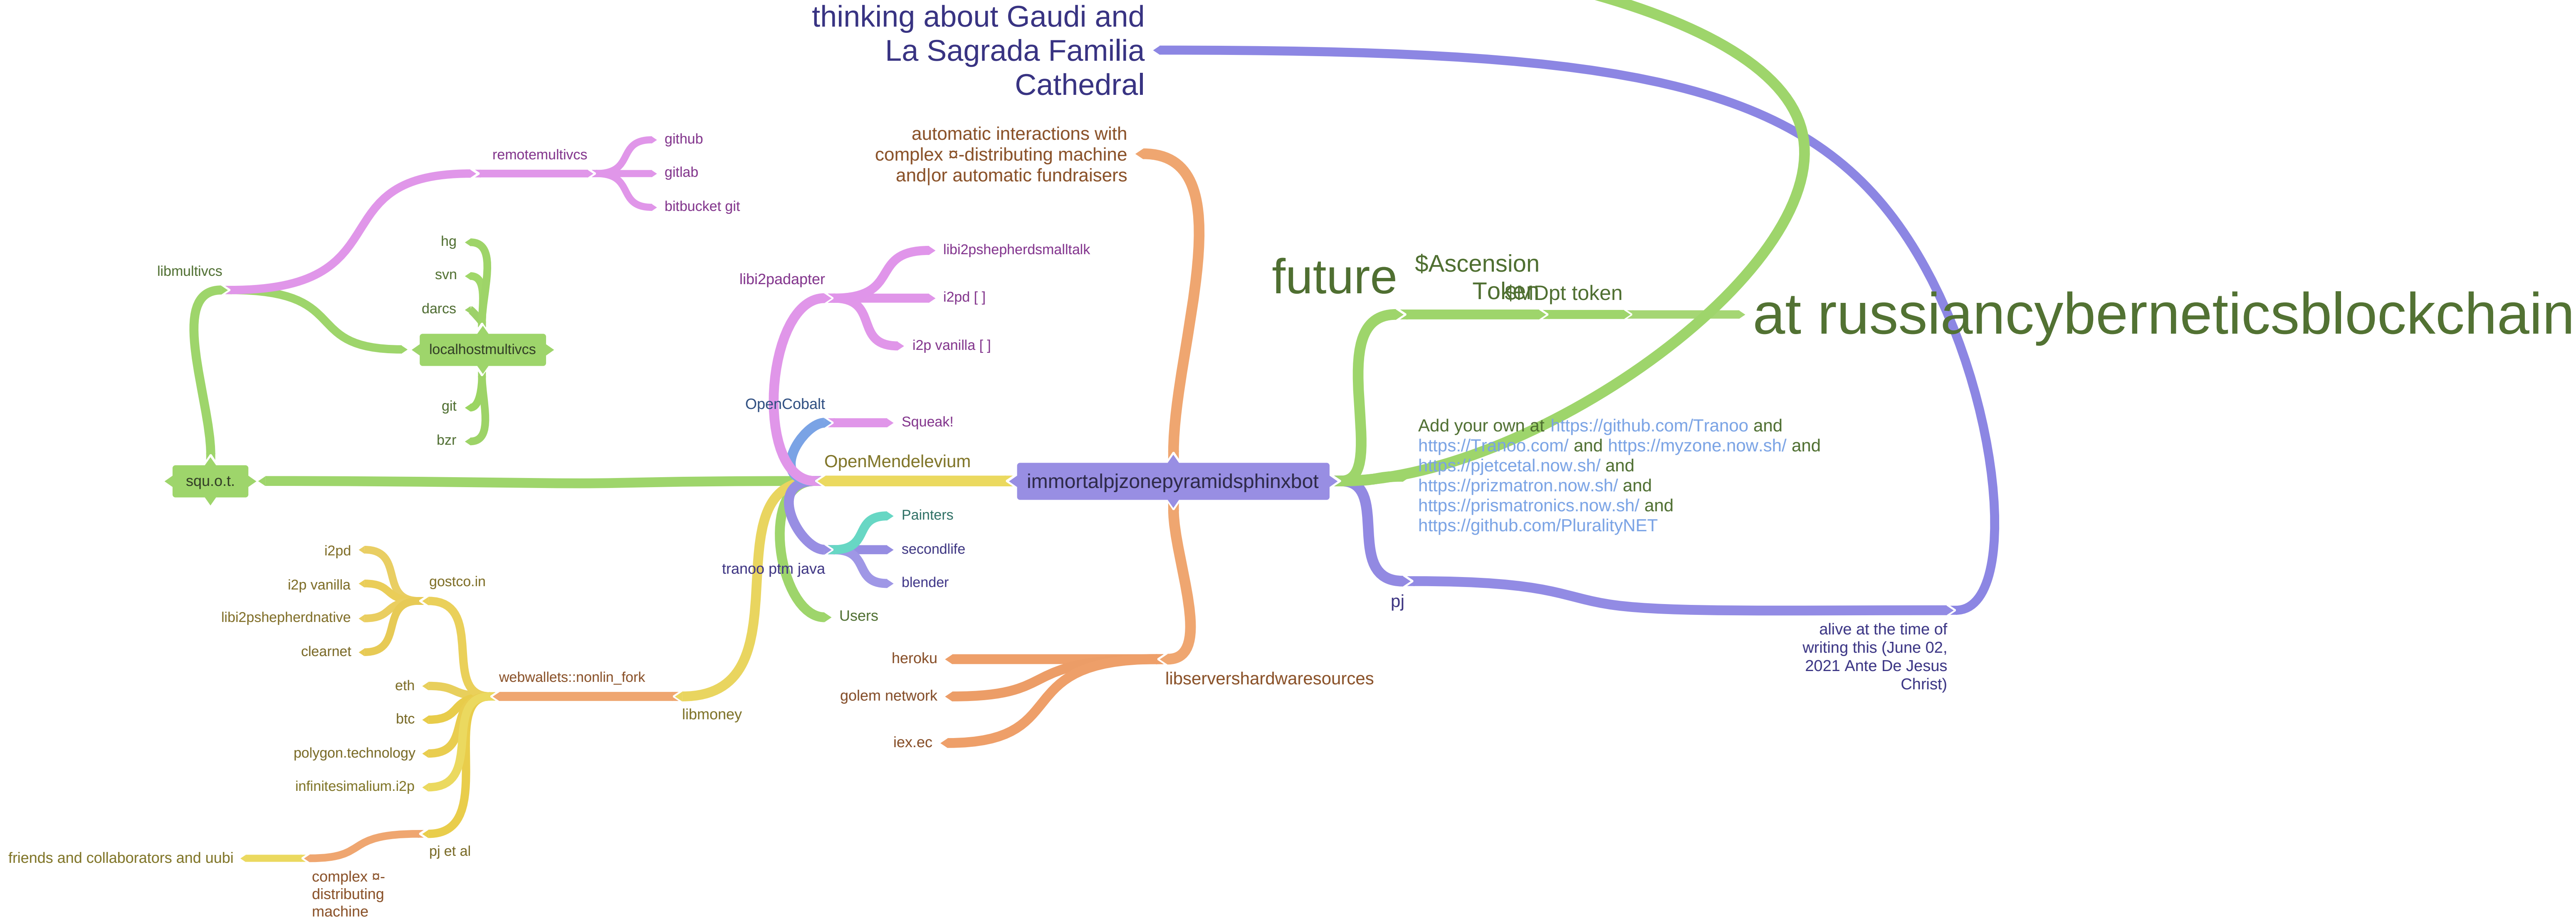 thinking about Gaudi and
La Sagrada Familia
Cathedral
automatic interactions with
complex ¤-distributing machine
and|or automatic fundraisers
remotemultivcs
github
gitlab
bitbucket git
libmultivcs
hg
svn
darcs
localhostmultivcs
git
bzr
squ.o.t.
libi2padapter
libi2pshepherdsmalltalk
i2pd [ ]
i2p vanilla [ ]
OpenCobalt
Squeak!
OpenMendelevium
immortalpjzonepyramidsphinxbot
Painters
secondlife
blender
tranoo ptm java
Users
future
$Ascension
Token
$MDpt token
at russiancyberneticsblockchain
Add your own at https://github.com/Tranoo and
https://Tranoo.com/ and https://myzone.now.sh/ and
https://pjetcetal.now.sh/ and
https://prizmatron.now.sh/ and
https://prismatronics.now.sh/ and
https://github.com/PluralityNET
pj
alive at the time of
writing this (June 02,
2021 Ante De Jesus
Christ)
i2pd
i2p vanilla
libi2pshepherdnative
clearnet
gostco.in
eth
btc
polygon.technology
infinitesimalium.i2p
webwallets::nonlin_fork
libmoney
heroku
golem network
iex.ec
libservershardwaresources
pj et al
friends and collaborators and uubi
complex ¤-
distributing
machine